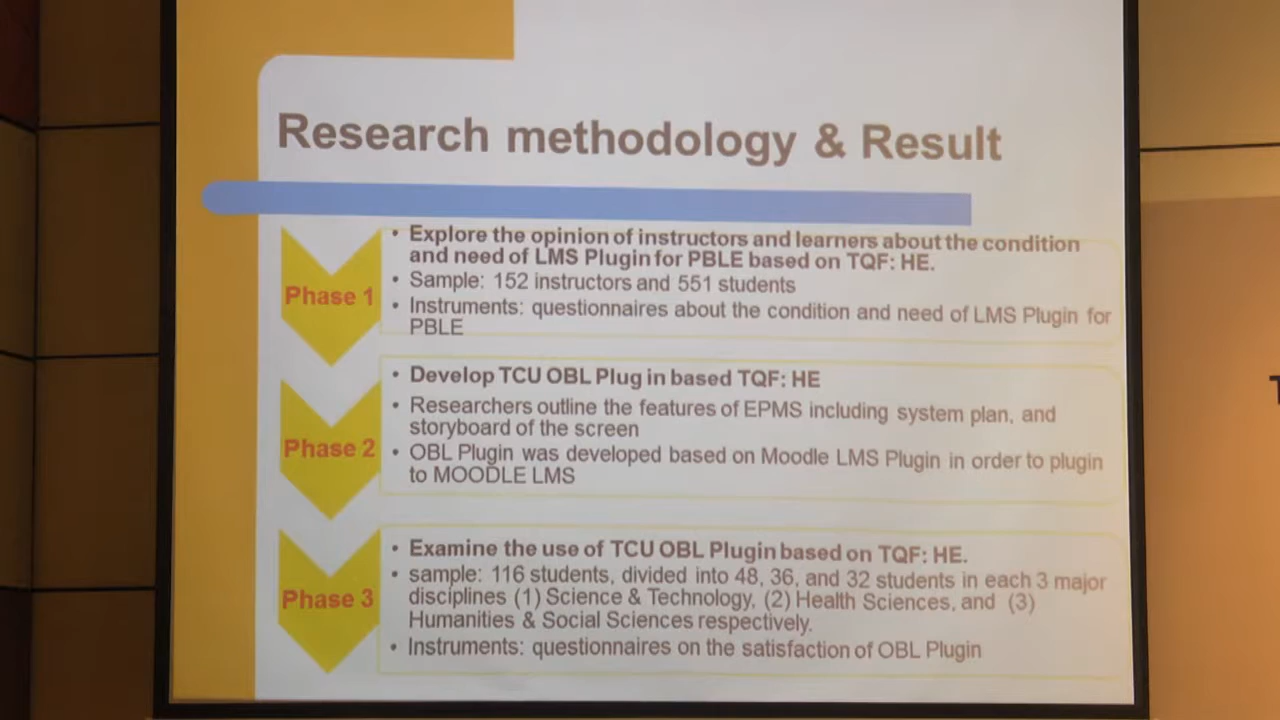 Research methodology & Result
Phase 1
• Explore the opinion of instructors and learners about the condition
and need of LMS Plugin for PBLE based on TQF: HE.
• Sample: 152 instructors and 551 students
• Instruments: questionnaires about the condition and need of LMS Plugin for
PBLE
Phase 2
• Develop TCU OBL Plug in based TQF: HE
• Researchers outline the features of EPMS including system plan, and
storyboard of the screen
• OBL Plugin was developed based on Moodle LMS Plugin in order to plugin
to MOODLE LMS
Phase 3
• Examine the use of TCU OBL Plugin based on TQF: HE.
• sample: 116 students, divided into 48, 36, and 32 students in each 3 major
disciplines (1) Science & Technology, (2) Health Sciences, and (3)
Humanities & Social Sciences respectively.
• Instruments: questionnaires on the satisfaction of OBL Plugin